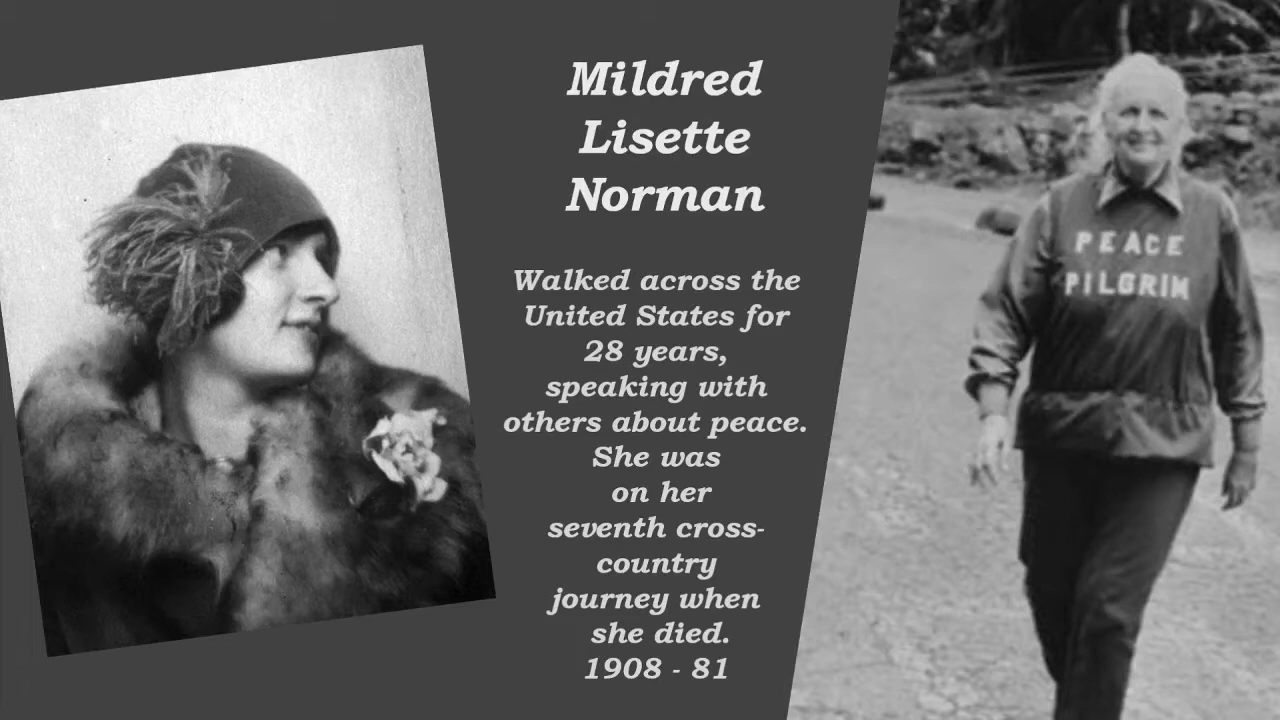 Mildred
Lisette
Norman
Walked across the
United States for
28 years,
speaking with
others about peace.
She was
on her
seventh cross-
country
journey when
she died.
1908 - 81
PEACE
PILGRIM